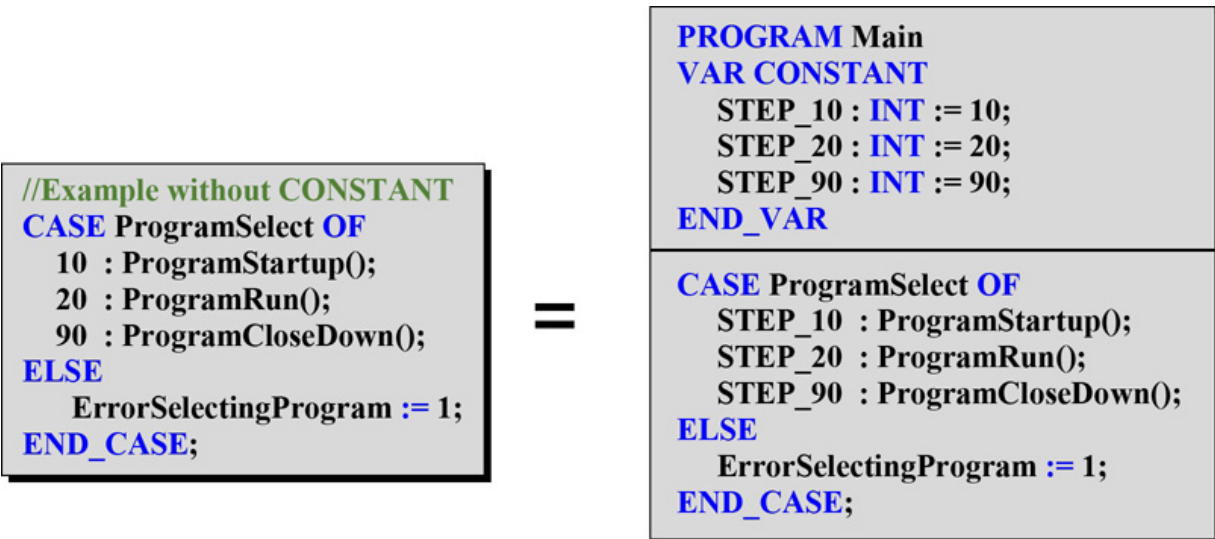 //Example without CONSTANT
CASE ProgramSelect OF
10 : ProgramStartup();
20 : ProgramRun();
90 : ProgramCloseDown();
ELSE
ErrorSelectingProgram := 1;
END_CASE;
=
PROGRAM Main
VAR CONSTANT
STEP_10 : INT := 10;
STEP_20 : INT := 20;
STEP_90 : INT := 90;
END_VAR
CASE ProgramSelect OF
STEP_10 : ProgramStartup();
STEP_20 : ProgramRun();
STEP_90 : ProgramCloseDown();
ELSE
ErrorSelectingProgram := 1;
END_CASE;